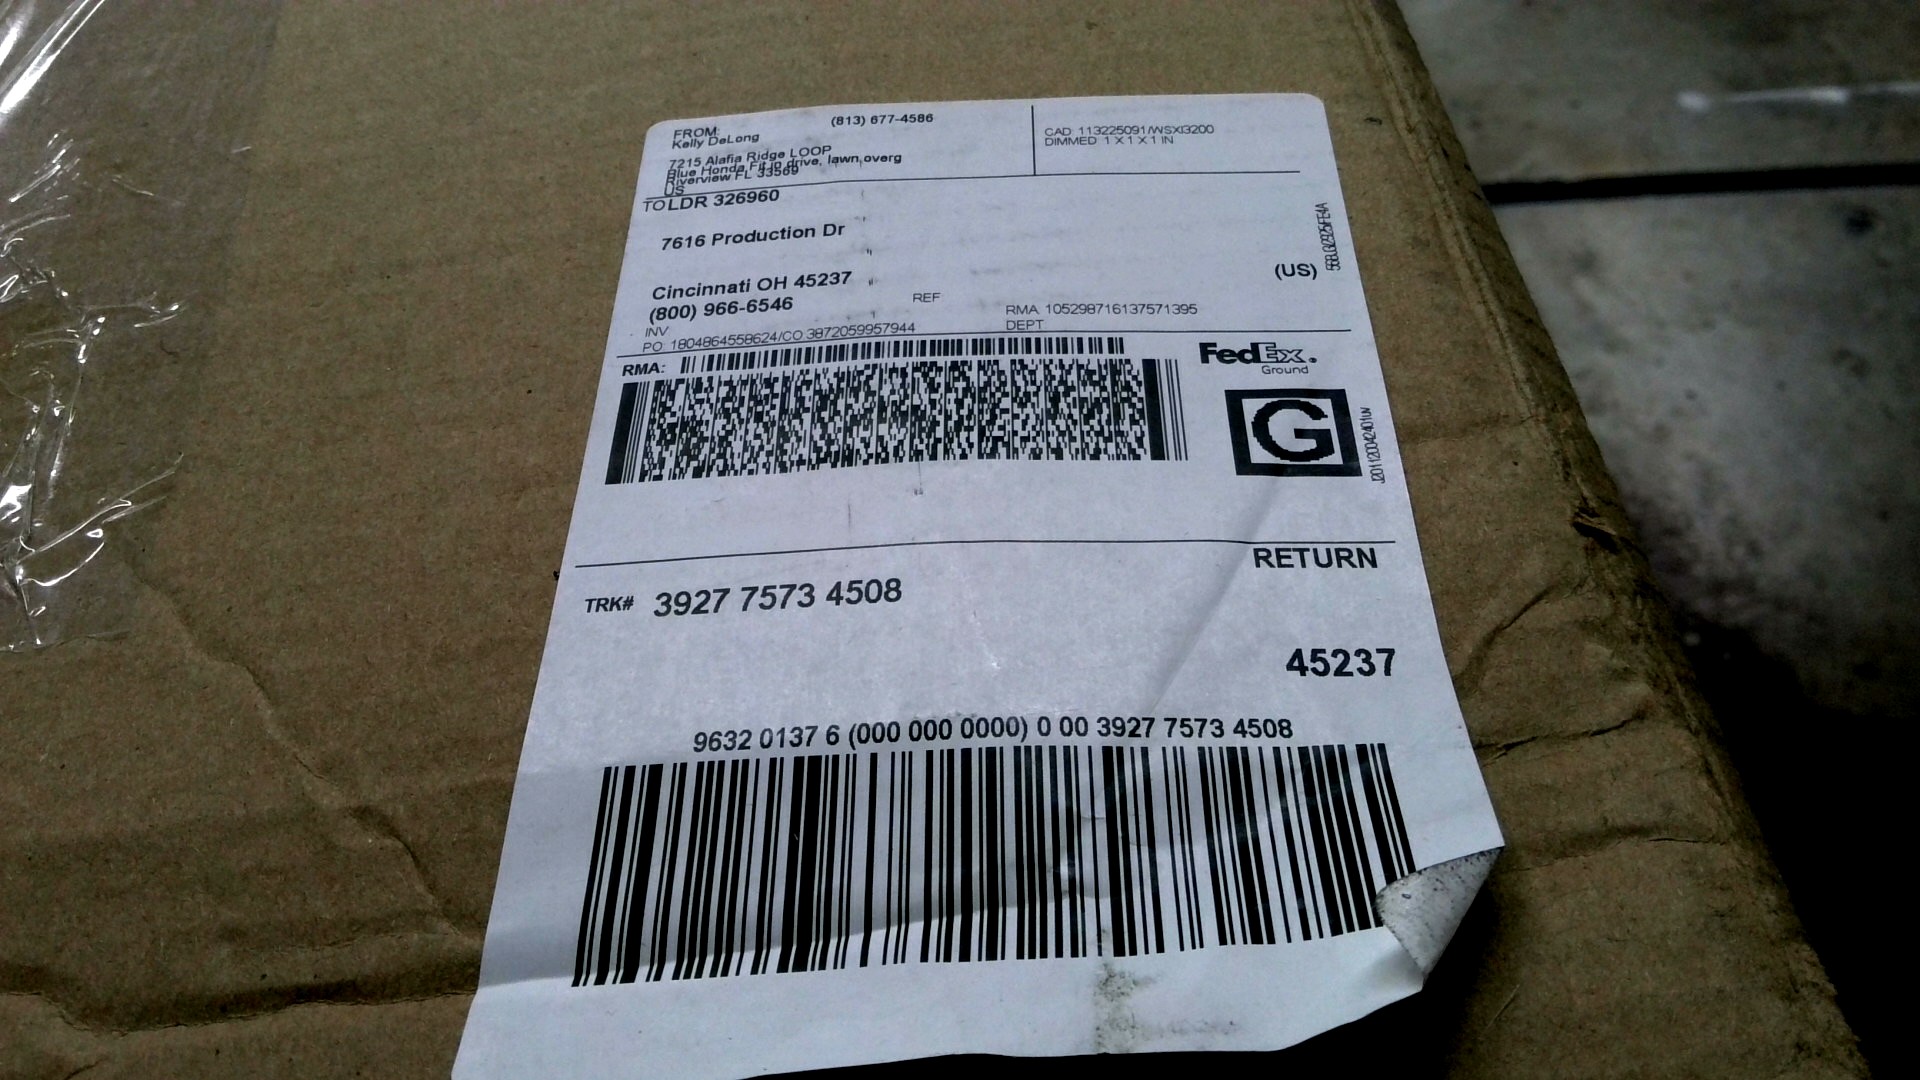 FROM: (813) 677-4586
Kelly DeLong
7215 Alafia Ridge LOOP
Blue Honda Fit in drive, lawn overg
Riverview FL 33569
US
CAD: 113225091/WSXI3200
DIMMED: 1 X 1 X 1 IN
TO LDR 326960
7616 Production Dr
Cincinnati OH 45237
(US)
(800) 966-6546
REF
INV
RMA: 105298716137571395
PO: 1804864558624/CO 3872059957944
DEPT
RMA:
FedEx.
Ground
G
RETURN
TRK# 3927 7573 4508
45237
9632 0137 6 (000 000 0000) 0 00 3927 7573 4508